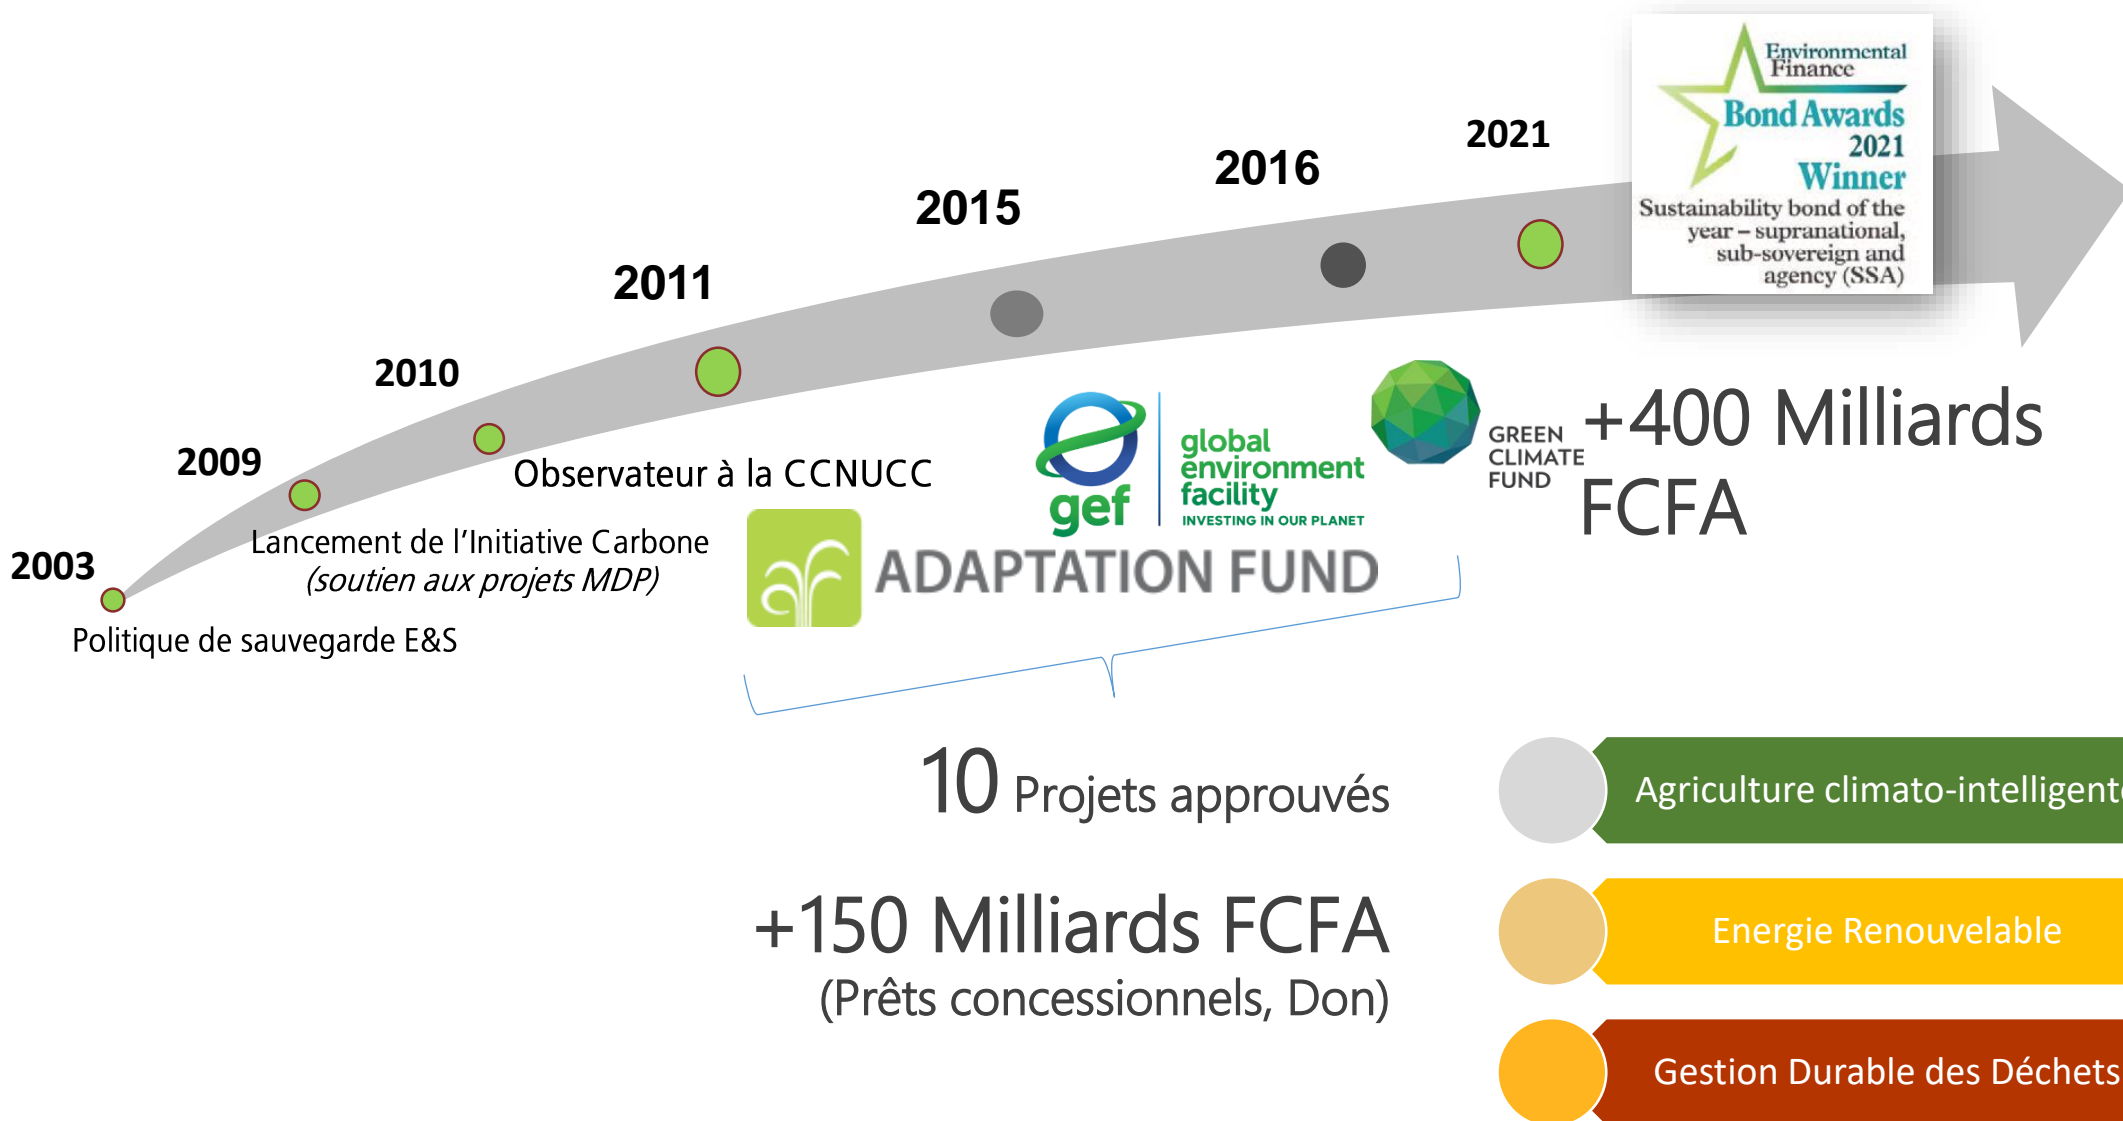 2003
Politique de sauvegarde E&S
2009
Lancement de l'Initiative Carbone
(soutien aux projets MDP)
2010
Observateur à la CCNUCC
2011
ADAPTATION FUND
2015
gef
global
environment
facility
INVESTING IN OUR PLANET
2016
GREEN
CLIMATE
FUND
2021
Environmental
Finance
Bond Awards
2021
Winner
Sustainability bond of the
year – supranational,
sub-sovereign and
agency (SSA)
+400 Milliards
FCFA
10 Projets approuvés
+150 Milliards FCFA
(Prêts concessionnels, Don)
Agriculture climato-intelligente
Energie Renouvelable
Gestion Durable des Déchets